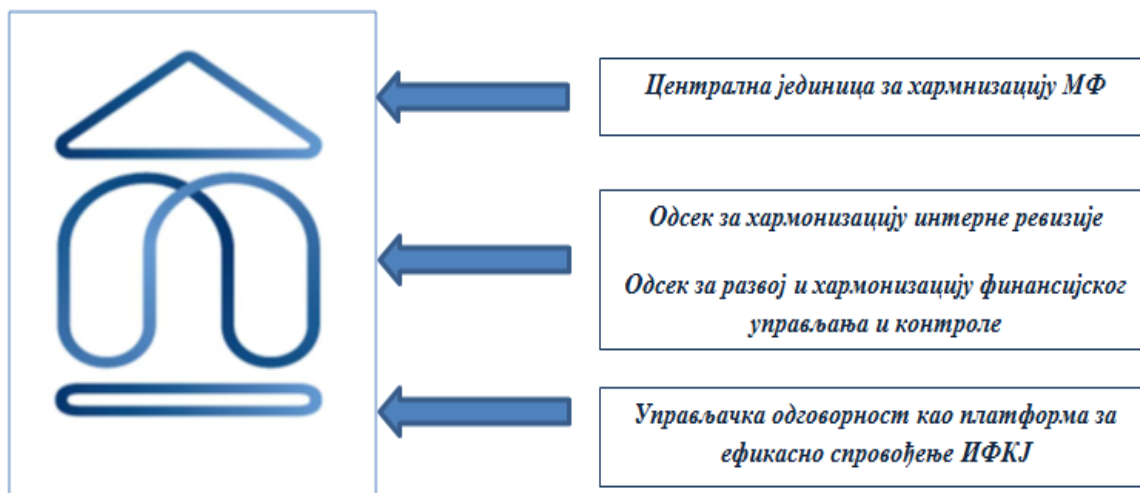 Централна јединица за хармнизацију МФ
Одсек за хармонизацију интерне ревизије
Одсек за развој и хармонизацију финансијског
управљања и контроле
Управљачка одговорност као платформа за
ефикасно спровођење ИФКЈ